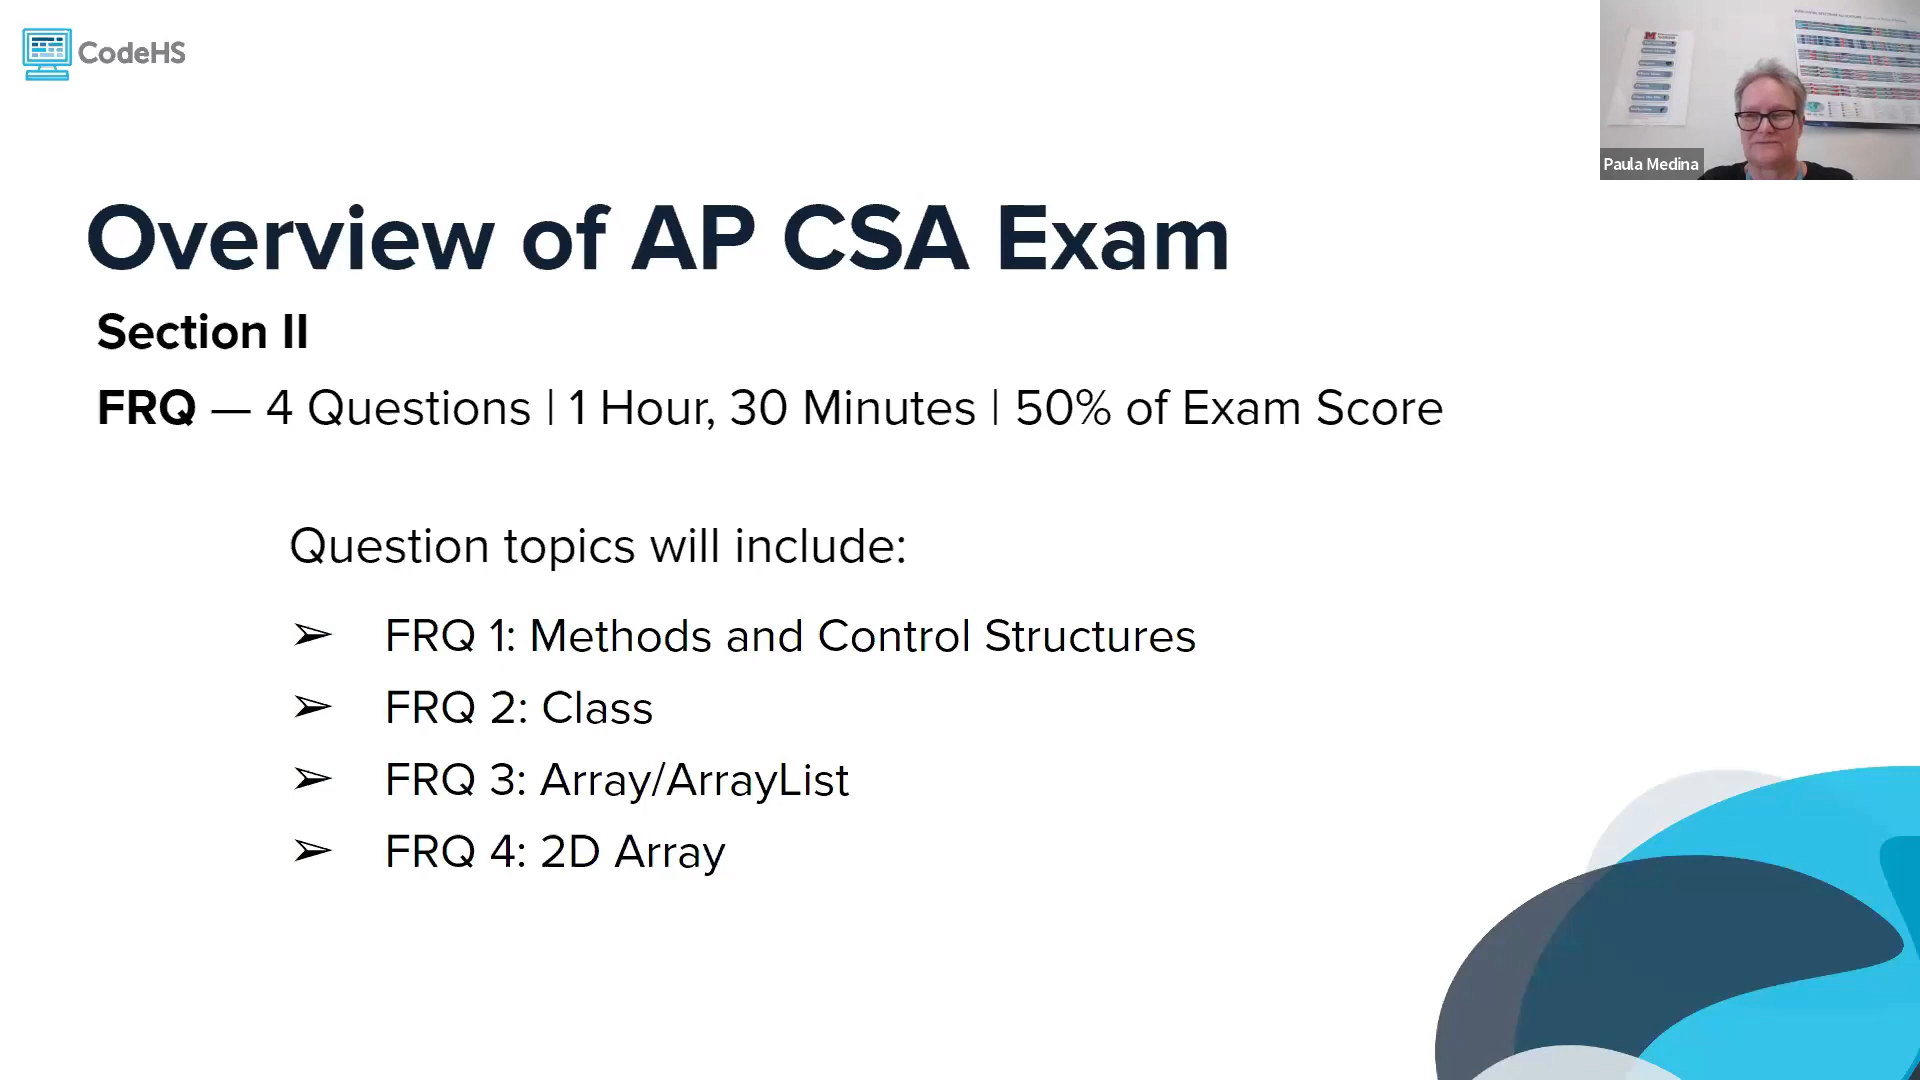 CodeHS
Paula Medina
Overview of AP CSA Exam
Section II
FRQ — 4 Questions | 1 Hour, 30 Minutes | 50% of Exam Score
Question topics will include:
➢ FRQ 1: Methods and Control Structures
➢ FRQ 2: Class
➢ FRQ 3: Array/ArrayList
➢ FRQ 4: 2D Array